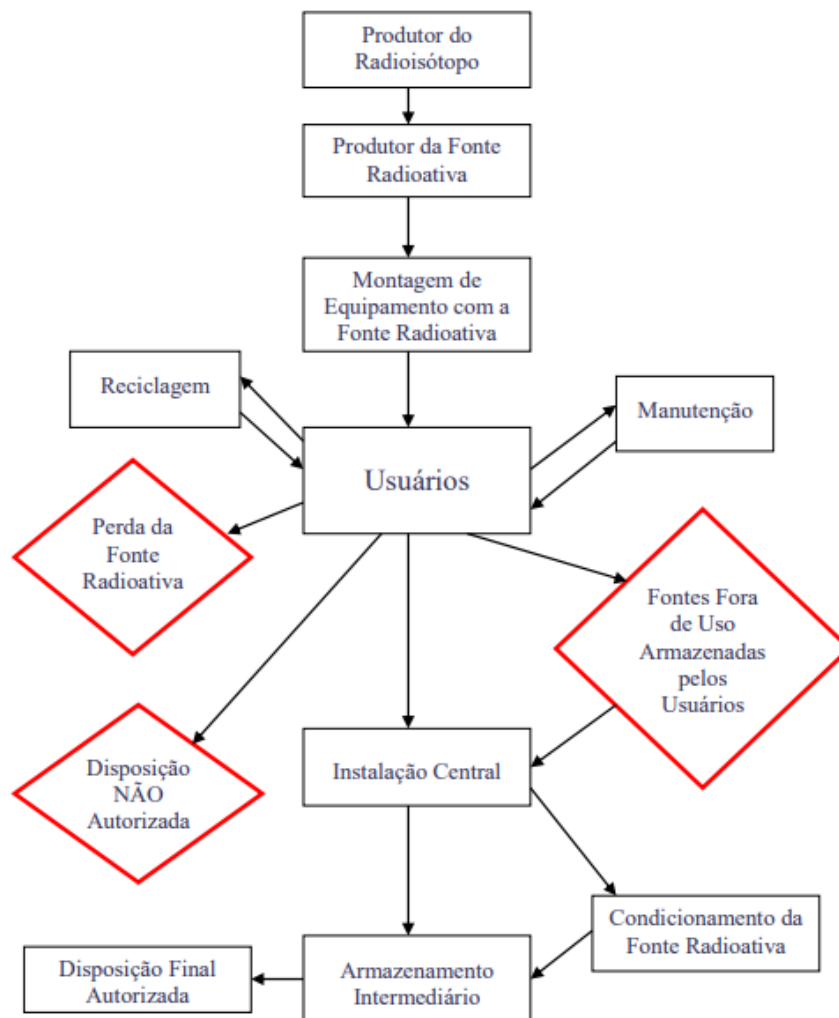 Produtor do
Radioisótopo
Produtor da Fonte
Radioativa
Montagem de
Equipamento com a
Fonte Radioativa
Reciclagem
Manutenção
Usuários
Perda da
Fonte
Radioativa
Fontes Fora
de Uso
Armazenadas
pelos
Usuários
Disposição
NÃO
Autorizada
Instalação Central
Condicionamento da
Fonte Radioativa
Disposição Final
Autorizada
Armazenamento
Intermediário